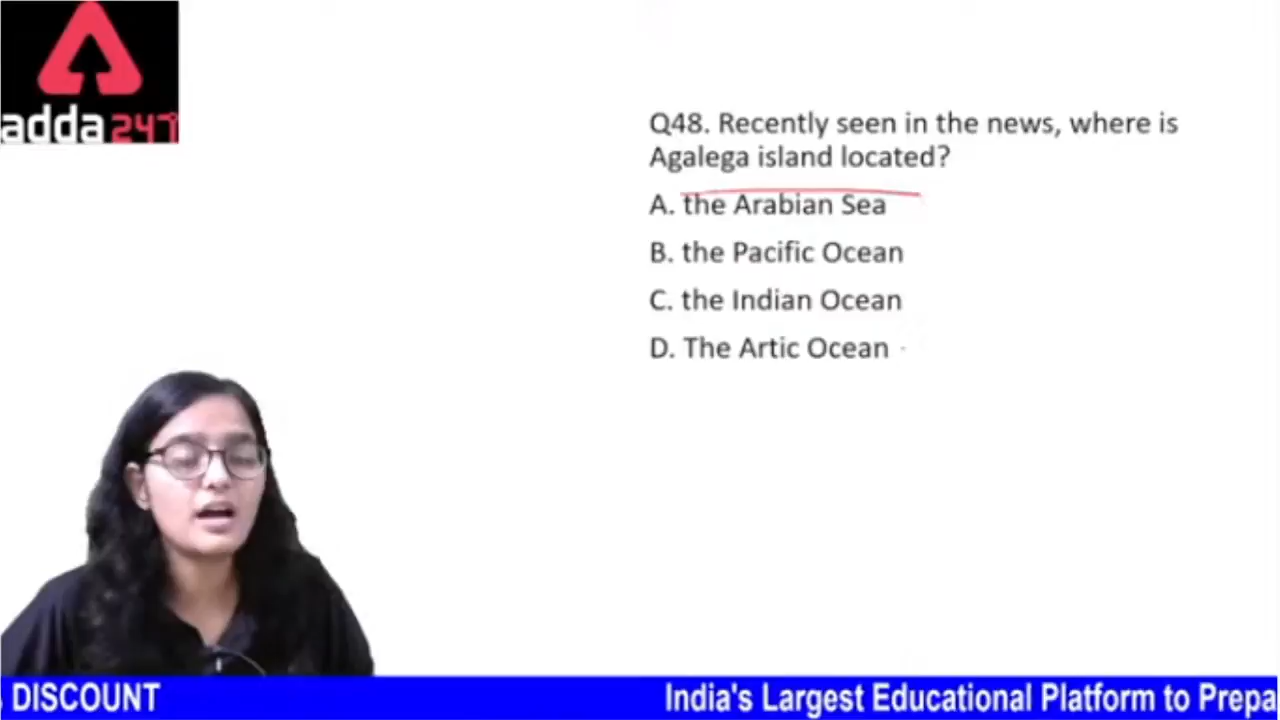 adda247
Q48. Recently seen in the news, where is
Agalega island located?
A. the Arabian Sea
B. the Pacific Ocean
C. the Indian Ocean
D. The Artic Ocean
DISCOUNT
India's Largest Educational Platform to Prepa